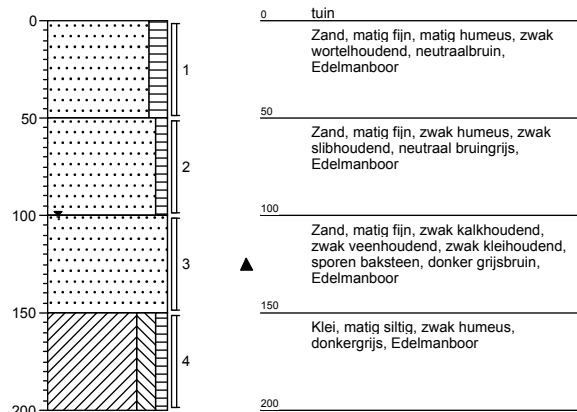 0
50
100
150
200
1
2
3
4
0 tuin
Zand, matig fijn, matig humeus, zwak
wortelhoudend, neutraalbruin,
Edelmanboor
50
Zand, matig fijn, zwak humeus, zwak
slibhoudend, neutraal bruingrijs,
Edelmanboor
100
Zand, matig fijn, zwak kalkhoudend,
zwak veenhoudend, zwak kleihoudend,
sporen baksteen, donker grijsbruin,
Edelmanboor
150
Klei, matig siltig, zwak humeus,
donkergrijs, Edelmanboor
200